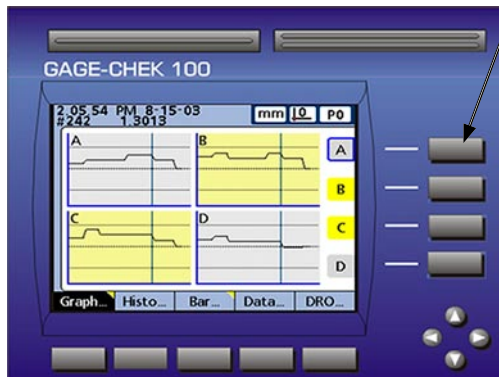 GAGE-CHEK 100
2 05 54 PM 8-15-03
#242 1.3013
mm 0 P0
A
B
C
D
A
B
C
D
Graph... Histo... Bar... Data... DRO...